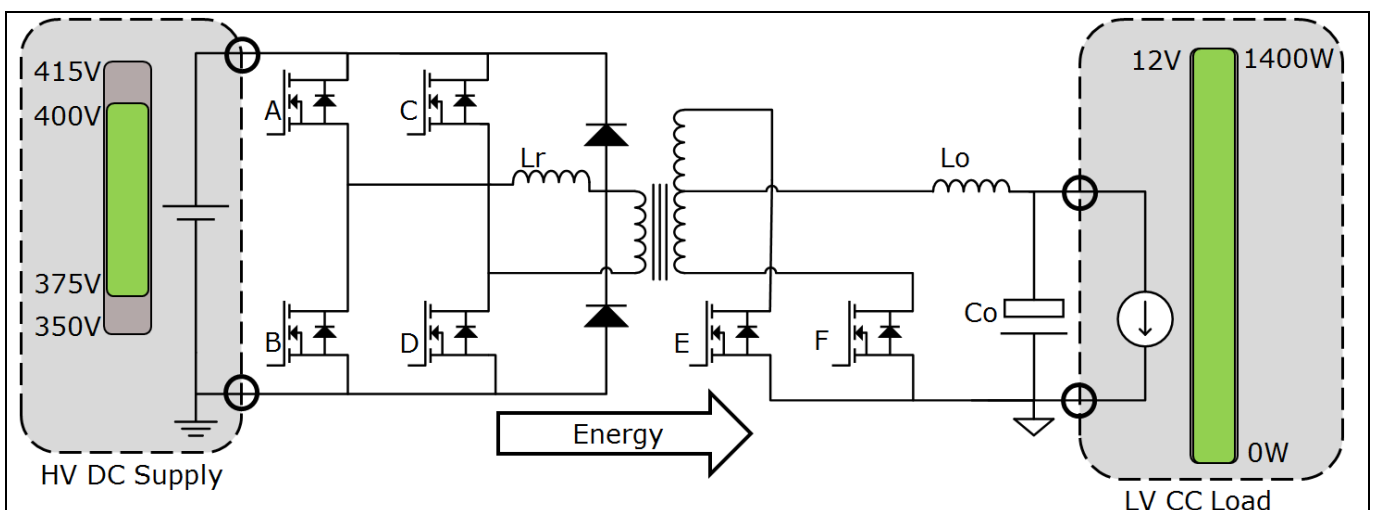 415V
400V
375V
350V
HV DC Supply
A
C
B
D
Lr
E
F
Energy
Lo
Co
12V
1400W
0W
LV CC Load